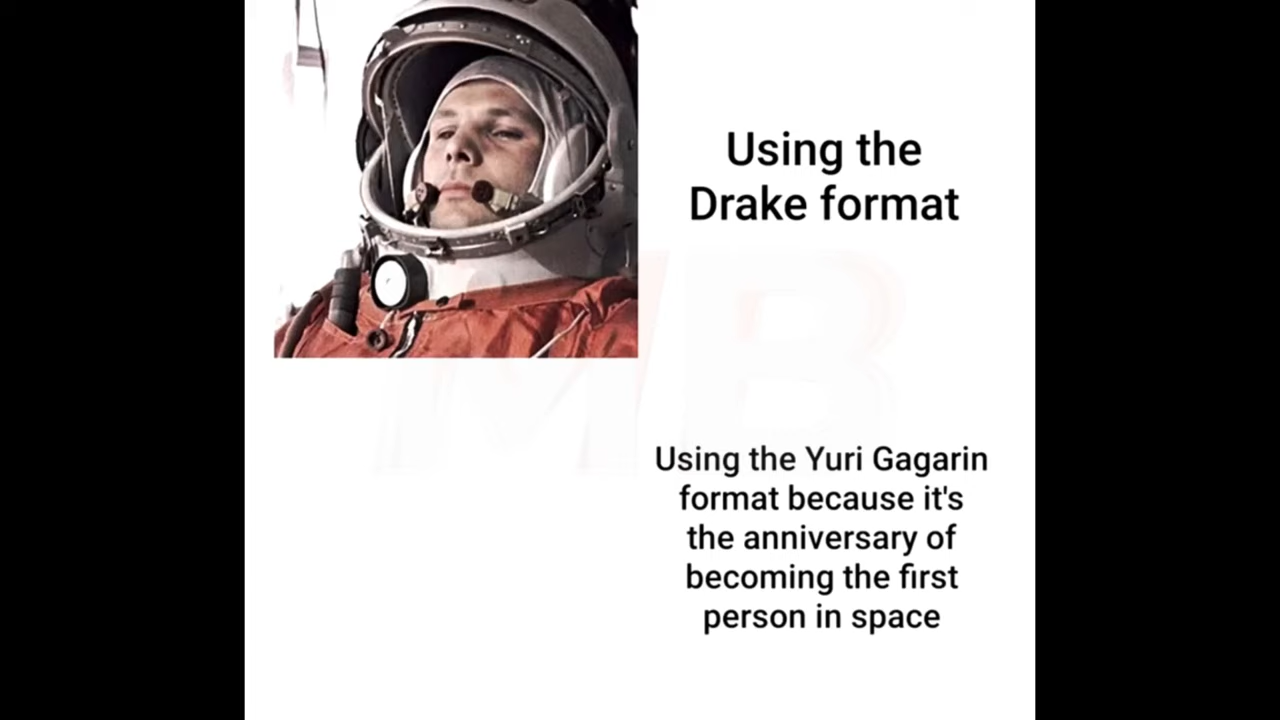 Using the
Drake format
Using the Yuri Gagarin
format because it's
the anniversary of
becoming the first
person in space